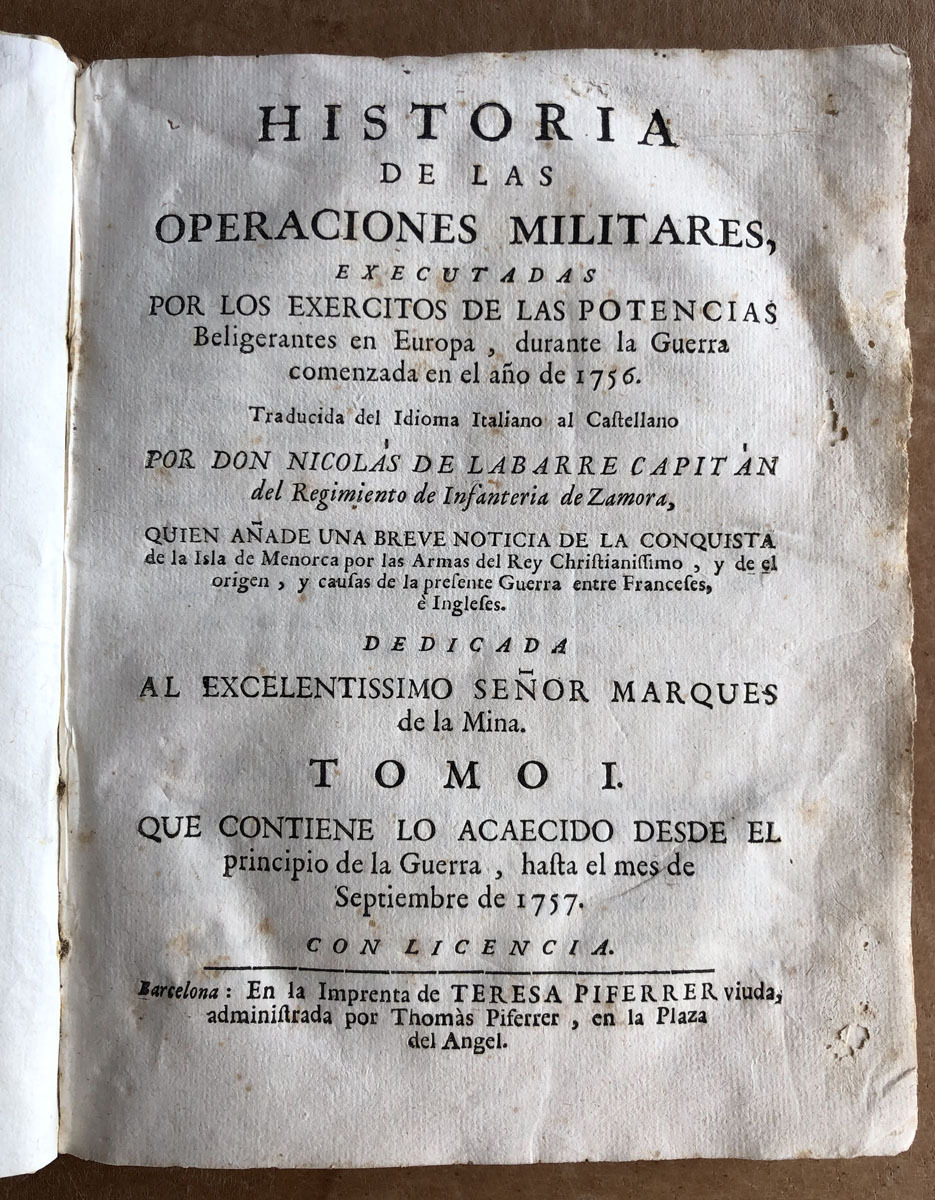 HISTORIA
DE LAS
OPERACIONES MILITARES,
EXECUTADAS
POR LOS EXERCITOS DE LAS POTENCIAS
Beligerantes en Europa , durante la Guerra
comenzada en el año de 1756.
Traducida del Idioma Italiano al Caſtellano
POR DON NICOLÁS DE LABARRE CAPITÁN
del Regimiento de Infanteria de Zamora,
QUIEN AÑADE UNA BREVE NOTICIA DE LA CONQUISTA
de la Isla de Menorca por las Armas del Rey Chriſtianiſſimo , y de el
origen , y cauſas de la preſente Guerra entre Franceſes,
è Ingleſes.
DEDICADA
AL EXCELENTISSIMO SEÑOR MARQUES
de la Mina.
TOMO I.
QUE CONTIENE LO ACAECIDO DESDE EL
principio de la Guerra , haſta el mes de
Septiembre de 1757.
CON LICENCIA.
Barcelona: En la Imprenta de TERESA PIFERRER viuda,
adminiſtrada por Thomàs Piferrer , en la Plaza
del Angel.